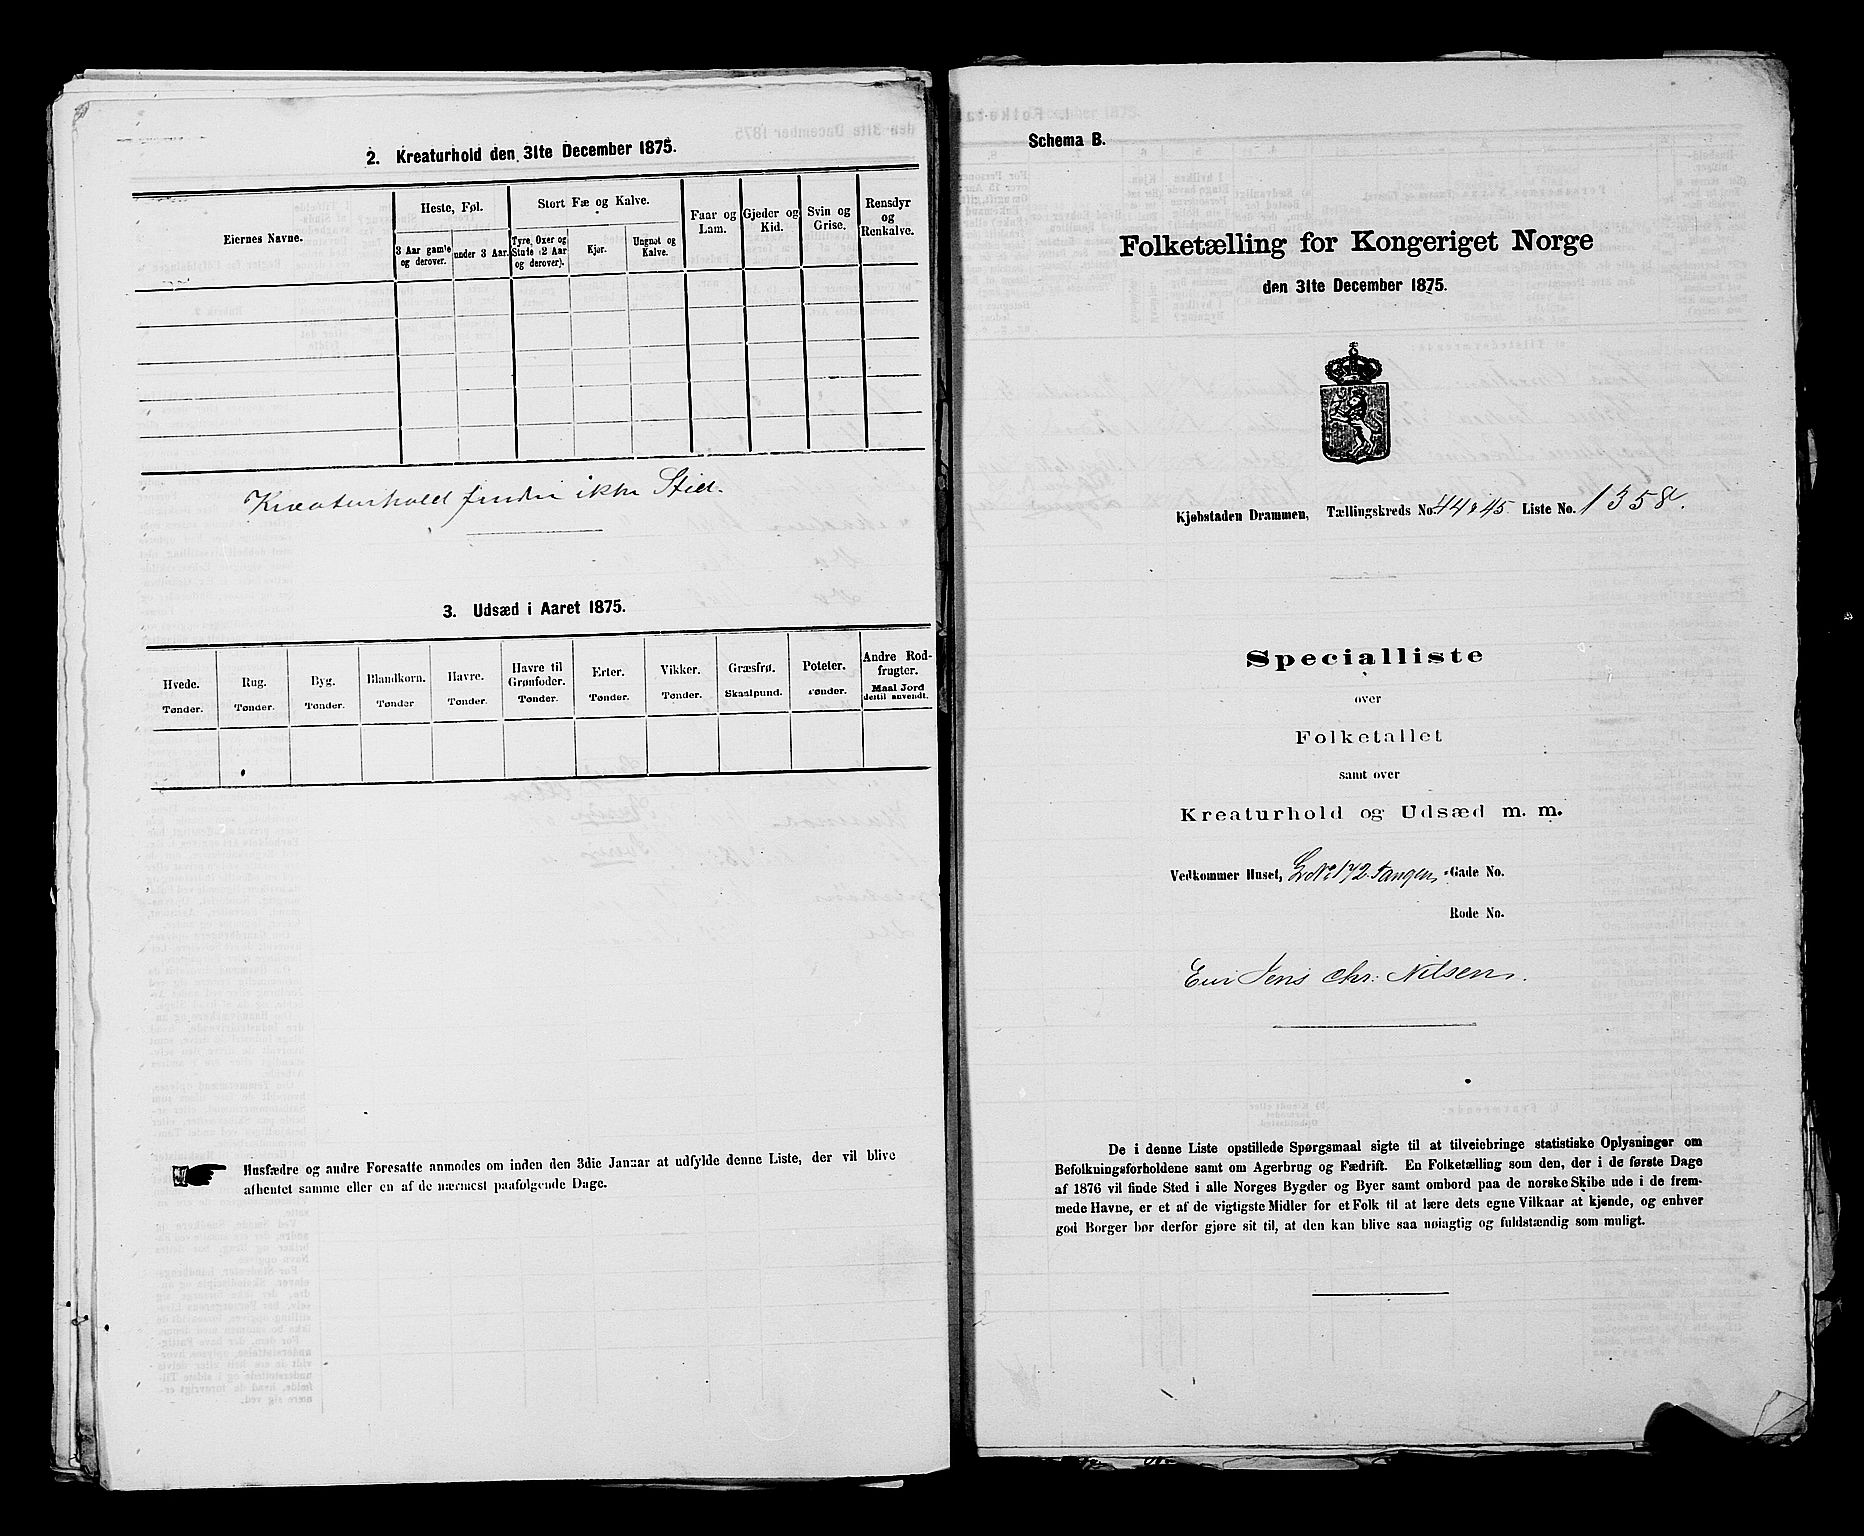 2. Kreaturhold den 31te December 1875.
Eiernes Navne.
Heste, Føl.
Stort Fæ og Kalve.
Faar og Lam.
Gjeder og Kid.
Svin og Grise.
Rensdyr og Renkalve.
3 Aar gamle og derover.
under 3 Aar.
Tyre, Oxer og Stute (2 Aar og derover).
Kjør.
Ungnøt og Kalve.
Kreaturhold finder ikke Sted.
3. Udsæd i Aaret 1875.
Hvede.
Rug.
Byg.
Blandkorn.
Havre.
Havre til Grønfoder.
Erter.
Vikker.
Græsfrø.
Poteter.
Andre Rodfrugter.
Tønder.
Tønder.
Tønder.
Tønder
Tønder.
Tønder.
Tønder.
Tønder.
Skaalpund.
Tønder.
Maal Jord dertil anvendt.
Husfædre og andre Foresatte anmodes om inden den 3die Januar at udfylde denne Liste, der vil blive
afhentet samme eller en af de nærmest paafølgende Dage.
Schema B.
Folketælling for Kongeriget Norge
den 31te December 1875.
Kjøbstaden Drammen, Tællingskreds No. 44 & 45 Liste No. 1358
Specialliste
over
Folketallet
samt over
Kreaturhold og Udsæd m. m.
Vedkommer Huset, No 172 Tangen -Gade No.
Rode No.
Jens Chr: Nilsen.
De i denne Liste opstillede Spørgsmaal sigte til at tilveiebringe statistiske Oplysninger om
Befolkningsforholdene samt om Agerbrug og Fædrift. En Folketælling som den, der i de første Dage
af 1876 vil finde Sted i alle Norges Bygder og Byer samt ombord paa de norske Skibe ude i de frem-
mede Havne, er et af de vigtigste Midler for et Folk til at lære dets egne Vilkaar at kjende, og enhver
god Borger bør derfor gjøre sit til, at den kan blive saa nøiagtig og fuldstændig som muligt.